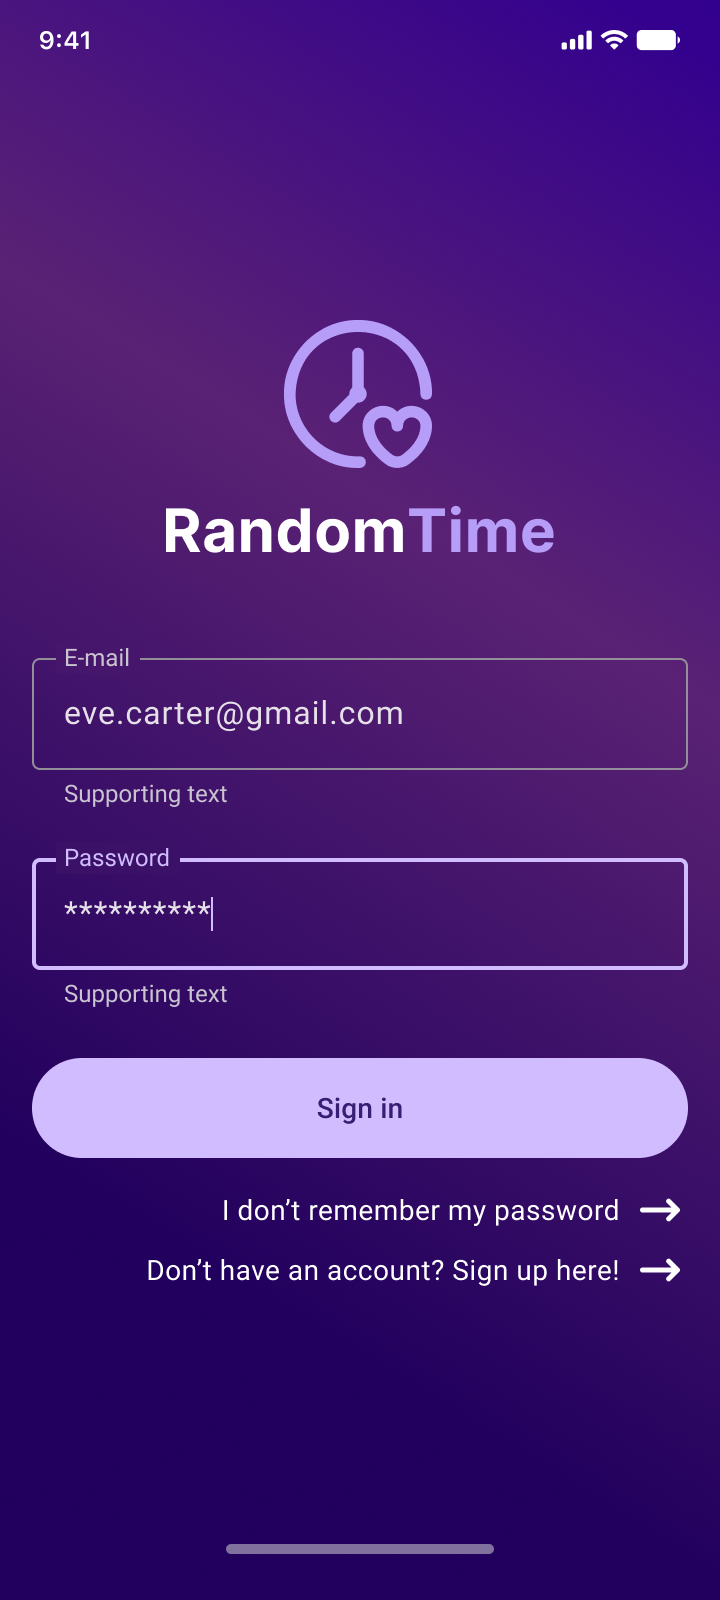 9:41
RandomTime
E-mail
eve.carter@gmail.com
Supporting text
Password
**********
Supporting text
Sign in
I don’t remember my password
Don’t have an account? Sign up here!